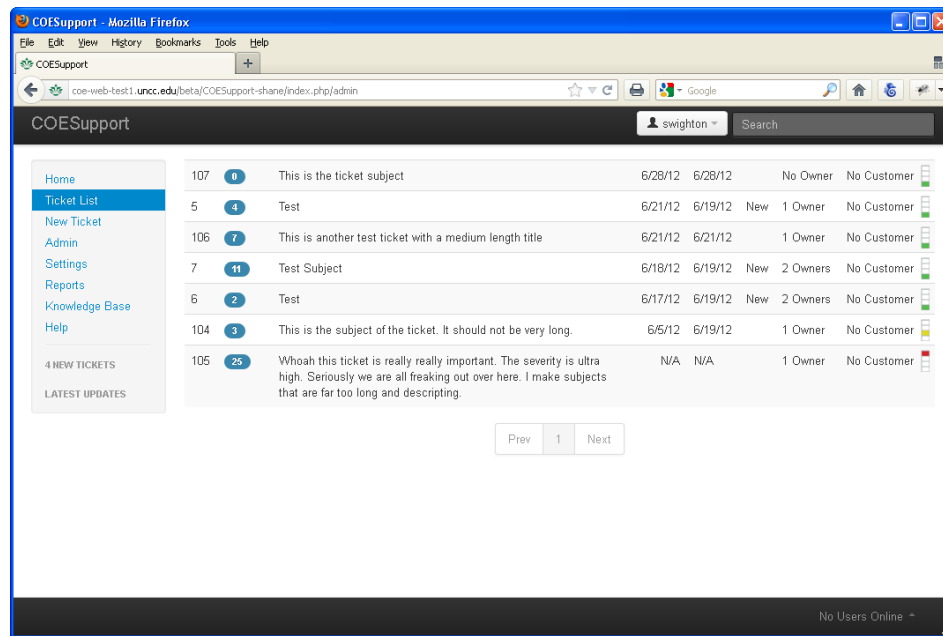 COESupport - Mozilla Firefox
File Edit View History Bookmarks Tools Help
COESupport +
coe-web-test1.uncc.edu/beta/COESupport-shane/index.php/admin Google
COESupport swighton Search
Home
Ticket List
New Ticket
Admin
Settings
Reports
Knowledge Base
Help
4 NEW TICKETS
LATEST UPDATES
107 0 This is the ticket subject 6/28/12 6/28/12 No Owner No Customer
5 4 Test 6/21/12 6/19/12 New 1 Owner No Customer
106 7 This is another test ticket with a medium length title 6/21/12 6/21/12 1 Owner No Customer
7 11 Test Subject 6/18/12 6/19/12 New 2 Owners No Customer
6 2 Test 6/17/12 6/19/12 New 2 Owners No Customer
104 3 This is the subject of the ticket. It should not be very long. 6/5/12 6/19/12 1 Owner No Customer
105 25 Whoah this ticket is really really important. The severity is ultra N/A N/A 1 Owner No Customer
high. Seriously we are all freaking out over here. I make subjects
that are far too long and descripting.
Prev 1 Next
No Users Online